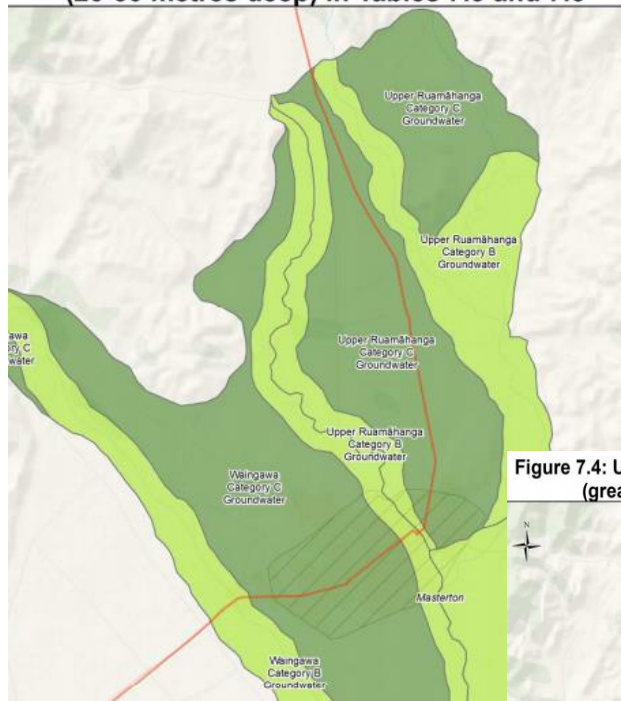 Upper Ruamāhanga
Category C
Groundwater
Upper Ruamāhanga
Category B
Groundwater
Upper Ruamāhanga
Category C
Groundwater
Upper Ruamāhanga
Category B
Groundwater
Waingawa
Category C
Groundwater
Figure 7.4: U
(grea
N
Masterton
Waingawa
Category B
Groundwater